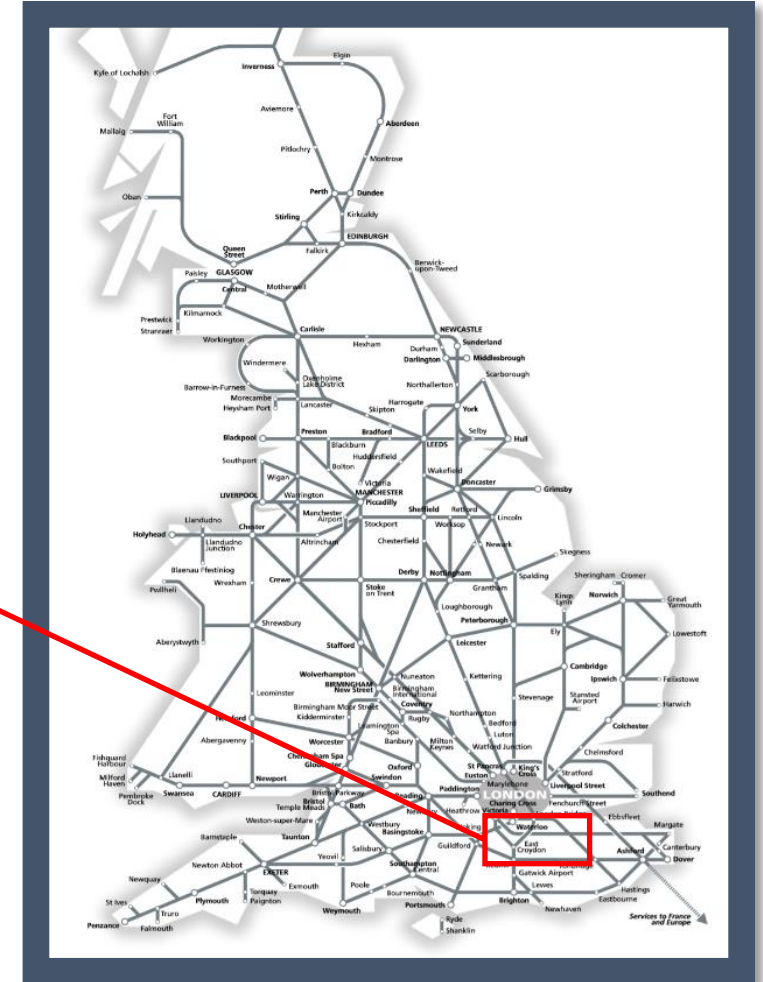 Elgin
Inverness
Kyle of Lochalsh
Aviemore
Fort
William
Mallaig
Aberdeen
Pitlochry
Montrose
Perth
Dundee
Oban
Stirling
Kirkcaldy
Queen
Street
EDINBURGH
Falkirk
Berwick-
upon-Tweed
Paisley
GLASGOW
Central
Motherwell
Prestwick
Kilmarnock
Stranraer
Carlisle
NEWCASTLE
Workington
Hexham
Sunderland
Durham
Darlington
Middlesbrough
Windermere
Oxenholme
Lake District
Scarborough
Barrow-in-Furness
Northallerton
Morecambe
Heysham Port
Lancaster
Harrogate
Skipton
York
Blackpool
Preston
Bradford
LEEDS
Selby
Hull
Blackburn
Huddersfield
Southport
Bolton
Wakefield
Wigan
Victoria
MANCHESTER
Piccadilly
Doncaster
Grimsby
LIVERPOOL
Warrington
Manchester
Airport
Sheffield
Retford
Stockport
Worksop
Lincoln
Llandudno
Chester
Holyhead
Llandudno
Junction
Altrincham
Chesterfield
Newark
Skegness
Blaenau Ffestiniog
Derby
Nottingham
Wrexham
Crewe
Stoke
on Trent
Grantham
Spalding
Sheringham
Cromer
Pwllheli
Kings
Lynn
Norwich
Great
Yarmouth
Loughborough
Peterborough
Shrewsbury
Ely
Lowestoft
Aberystwyth
Stafford
Leicester
Cambridge
Wolverhampton
BIRMINGHAM
New Street
Nuneaton
Kettering
Ipswich
Felixstowe
Birmingham
International
Leominster
Birmingham Moor Street
Coventry
Stevenage
Stansted
Airport
Harwich
Kidderminster
Rugby
Northampton
Hereford
Leamington
Spa
Bedford
Colchester
Abergavenny
Worcester
Banbury
Milton
Keynes
Luton
Watford Junction
Chelmsford
Fishguard
Harbour
Cheltenham Spa
Gloucester
Oxford
St Pancras
King's
Cross
Euston
Stratford
Milford
Haven
Llanelli
Newport
Swindon
Marylebone
Liverpool Street
Pembroke
Dock
Swansea
CARDIFF
Bristol Parkway
Reading
Paddington
LONDON
Southend
Bristol
Temple Meads
Bath
Newbury
Heathrow
Victoria
Charing Cross
Fenchurch Street
Weston-super-Mare
Westbury
Basingstoke
Waterloo
Ebbsfleet
Margate
Barnstaple
Taunton
Salisbury
Guildford
East
Croydon
Ashford
Canterbury
Dover
Newton Abbot
Yeovil
Southampton
Central
Gatwick Airport
EXETER
Newquay
Exmouth
Poole
Bournemouth
Lewes
Hastings
Eastbourne
St Ives
Plymouth
Torquay
Paignton
Weymouth
Portsmouth
Brighton
Newhaven
Truro
Penzance
Falmouth
Ryde
Shanklin
Services to France
and Europe